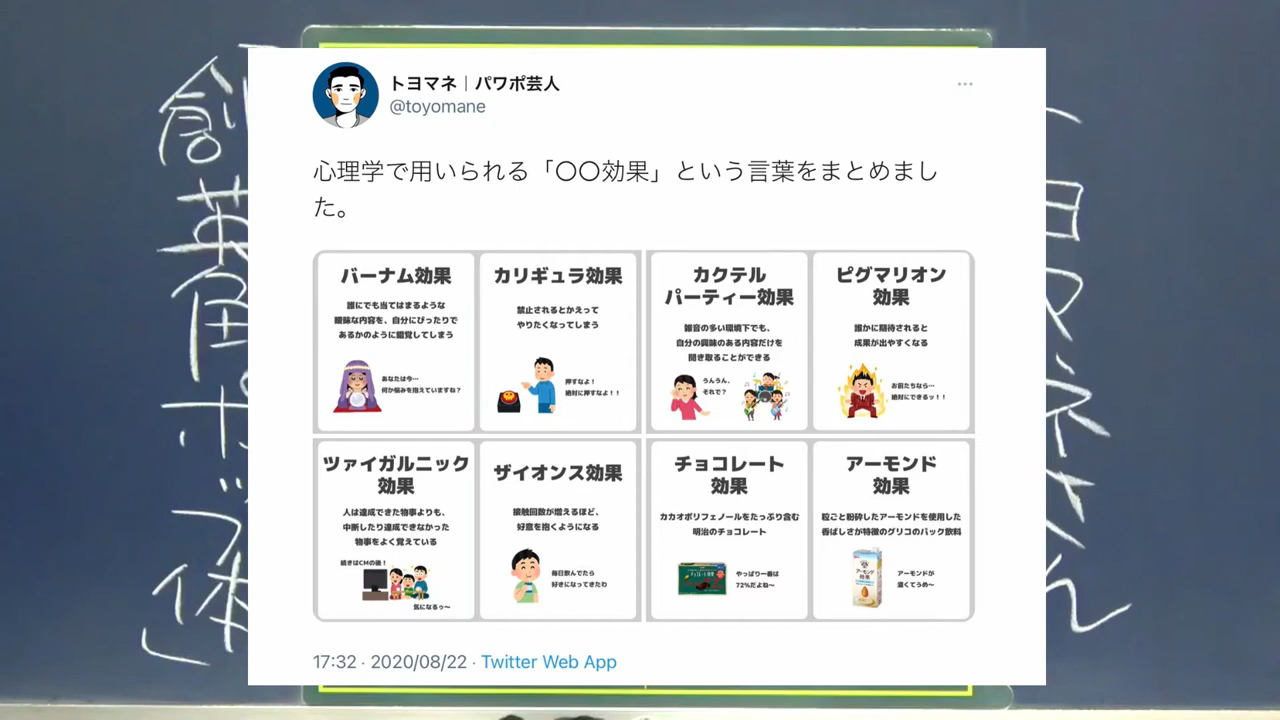 トヨマネ｜パワポ芸人
@toyomane
心理学で用いられる「〇〇効果」という言葉をまとめまし
た。
バーナム効果
誰にでも当てはまるような
曖昧な内容を、自分にぴったりで
あるかのように錯覚してしまう
あなたは今…
何か悩みを抱えていますね？
カリギュラ効果
禁止されるとかえって
やりたくなってしまう
押すなよ！
絶対に押すなよ！！
カクテル
パーティー効果
雑音の多い環境下でも、
自分の興味のある内容だけを
聞き取ることができる
うんうん、
それで？
ピグマリオン
効果
誰かに期待されると
成果が出やすくなる
お前たちなら…
絶対にできるッ！！
ツァイガルニック
効果
人は達成できた物事よりも、
中断したり達成できなかった
物事をよく覚えている
続きはCMの後！
気になるぅ〜
ザイオンス効果
接触回数が増えるほど、
好意を抱くようになる
毎日飲んでたら
好きになってきたわ
チョコレート
効果
カカオポリフェノールをたっぷり含む
明治のチョコレート
やっぱり一番は
72%だよね〜
アーモンド
効果
粒ごと粉砕したアーモンドを使用した
香ばしさが特徴のグリコのパック飲料
アーモンド
効果
アーモンドが
濃くてうめ〜
17:32 · 2020/08/22 · Twitter Web App